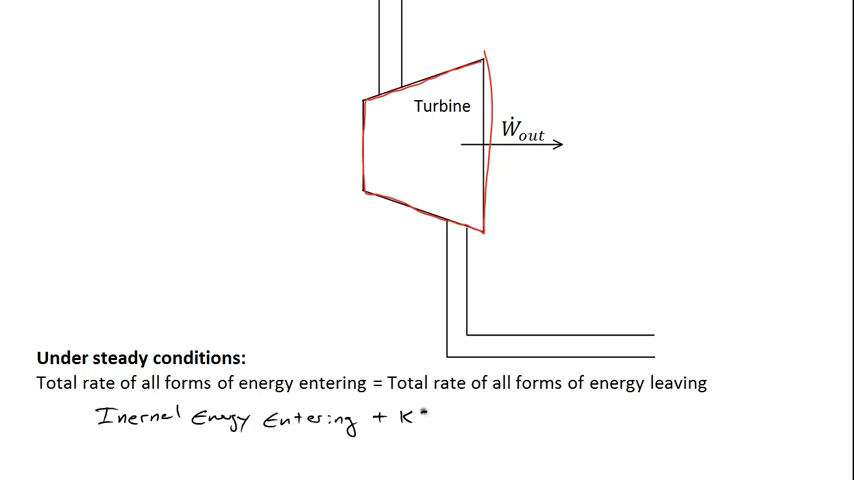 Turbine
Ẇout
Under steady conditions:
Total rate of all forms of energy entering = Total rate of all forms of energy leaving
Inernel Energy Entering + K